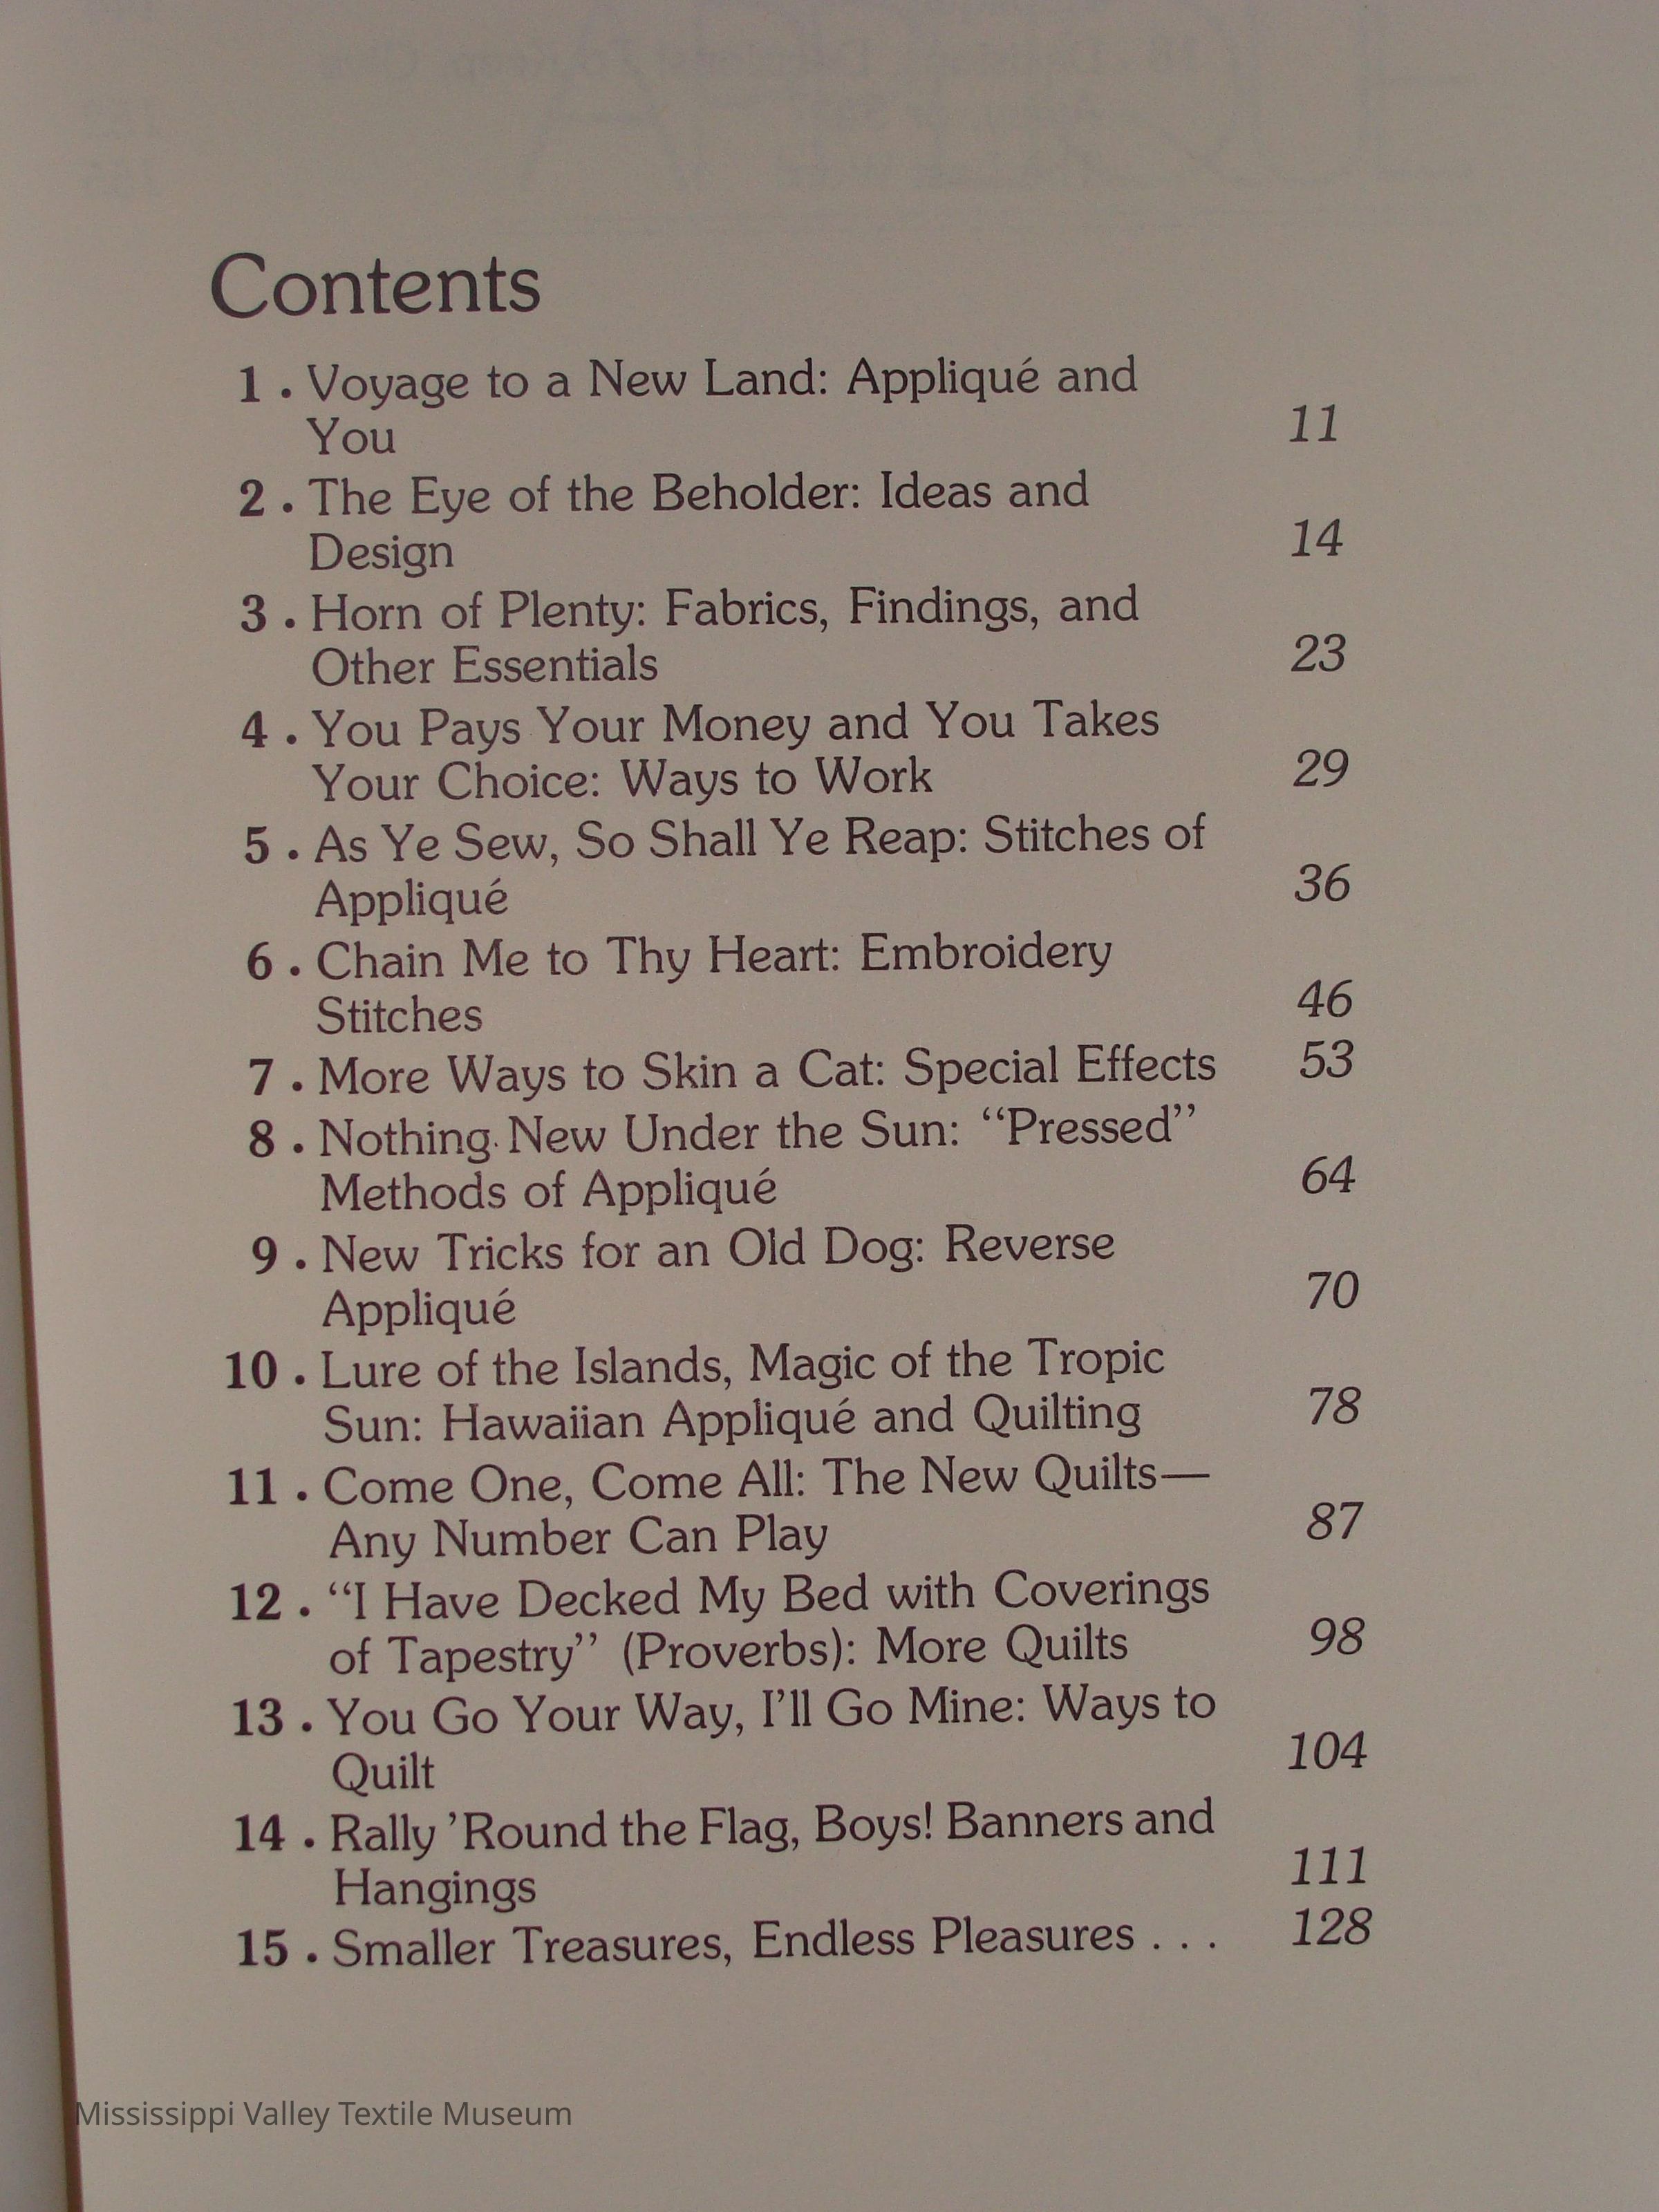 Contents
1 . Voyage to a New Land: Appliqué and
You 11
2 . The Eye of the Beholder: Ideas and
Design 14
3 . Horn of Plenty: Fabrics, Findings, and
Other Essentials 23
4 . You Pays Your Money and You Takes
Your Choice: Ways to Work 29
5 . As Ye Sew, So Shall Ye Reap: Stitches of
Appliqué 36
6 . Chain Me to Thy Heart: Embroidery
Stitches 46
7 . More Ways to Skin a Cat: Special Effects 53
8 . Nothing New Under the Sun: “Pressed”
Methods of Appliqué 64
9 . New Tricks for an Old Dog: Reverse
Appliqué 70
10 . Lure of the Islands, Magic of the Tropic
Sun: Hawaiian Appliqué and Quilting 78
11 . Come One, Come All: The New Quilts—
Any Number Can Play 87
12 . “I Have Decked My Bed with Coverings
of Tapestry” (Proverbs): More Quilts 98
13 . You Go Your Way, I’ll Go Mine: Ways to
Quilt 104
14 . Rally ’Round the Flag, Boys! Banners and
Hangings 111
15 . Smaller Treasures, Endless Pleasures . . . 128
Mississippi Valley Textile Museum